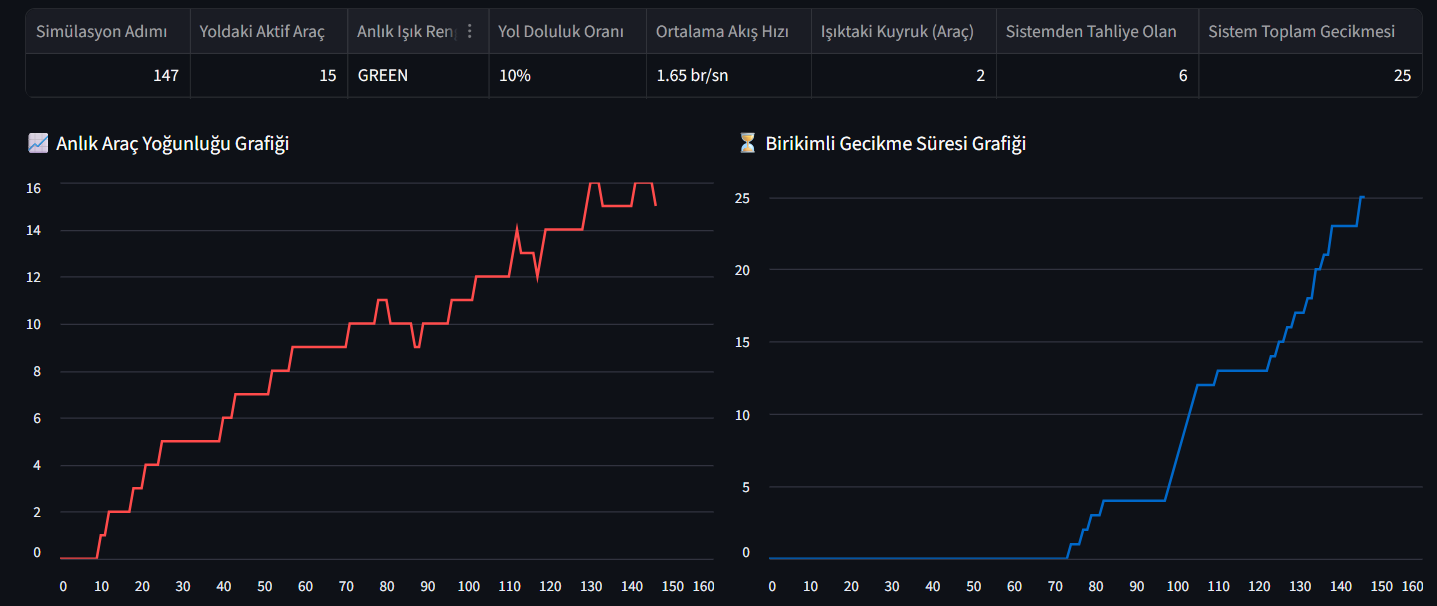 Simülasyon Adımı Yoldaki Aktif Araç Anlık Işık Ren Yol Doluluk Oranı Ortalama Akış Hızı Işıktaki Kuyruk (Araç) Sistemden Tahliye Olan Sistem Toplam Gecikmesi
147 15 GREEN 10% 1.65 br/sn 2 6 25
Anlık Araç Yoğunluğu Grafiği
16
14
12
10
8
6
4
2
0
0 10 20 30 40 50 60 70 80 90 100 110 120 130 140 150 160
Birikimli Gecikme Süresi Grafiği
25
20
15
10
5
0
0 10 20 30 40 50 60 70 80 90 100 110 120 130 140 150 160